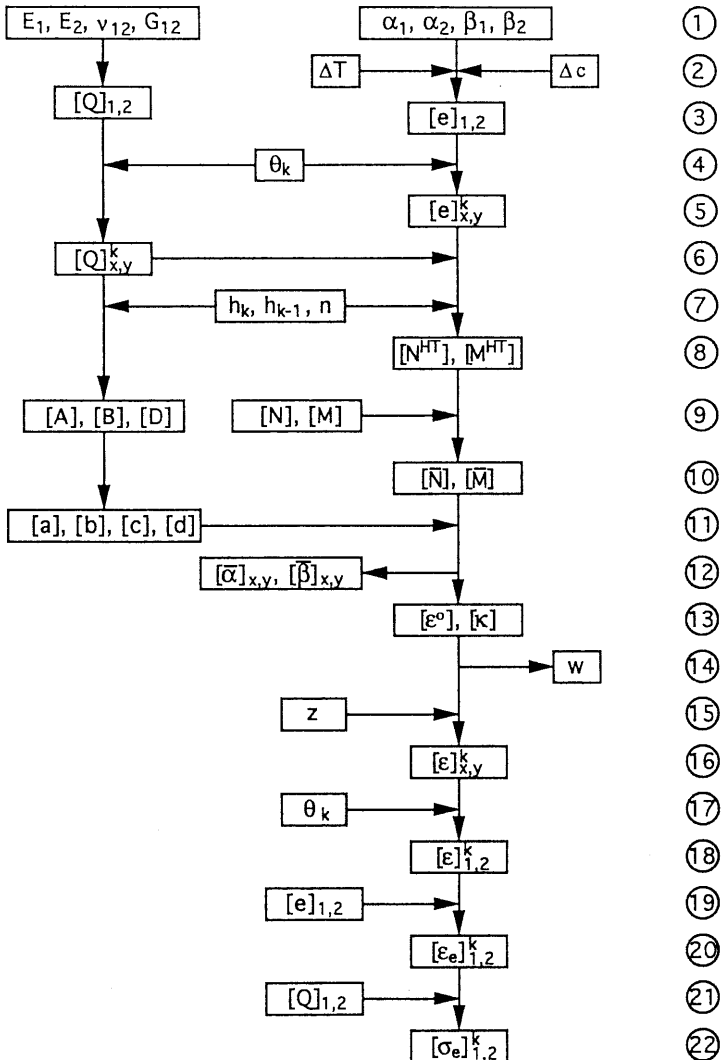 E₁, E₂, ν₁₂, G₁₂ α₁, α₂, β₁, β₂ ①
ΔT Δc ②
[Q]₁,₂ [e]₁,₂ ③
θₖ ④
[e]ᵏx,y ⑤
[Q]ᵏx,y ⑥
hₖ, hₖ₋₁, n ⑦
[Nᴴᵀ], [Mᴴᵀ] ⑧
[A], [B], [D] [N], [M] ⑨
[N̄], [M̄] ⑩
[a], [b], [c], [d] ⑪
[ᾱ]x,y, [β̄]x,y ⑫
[εᵒ], [κ] ⑬
w ⑭
z ⑮
[ε]ᵏx,y ⑯
θₖ ⑰
[ε]ᵏ₁,₂ ⑱
[e]₁,₂ ⑲
[εₑ]ᵏ₁,₂ ⑳
[Q]₁,₂ ㉑
[σₑ]ᵏ₁,₂ ㉒